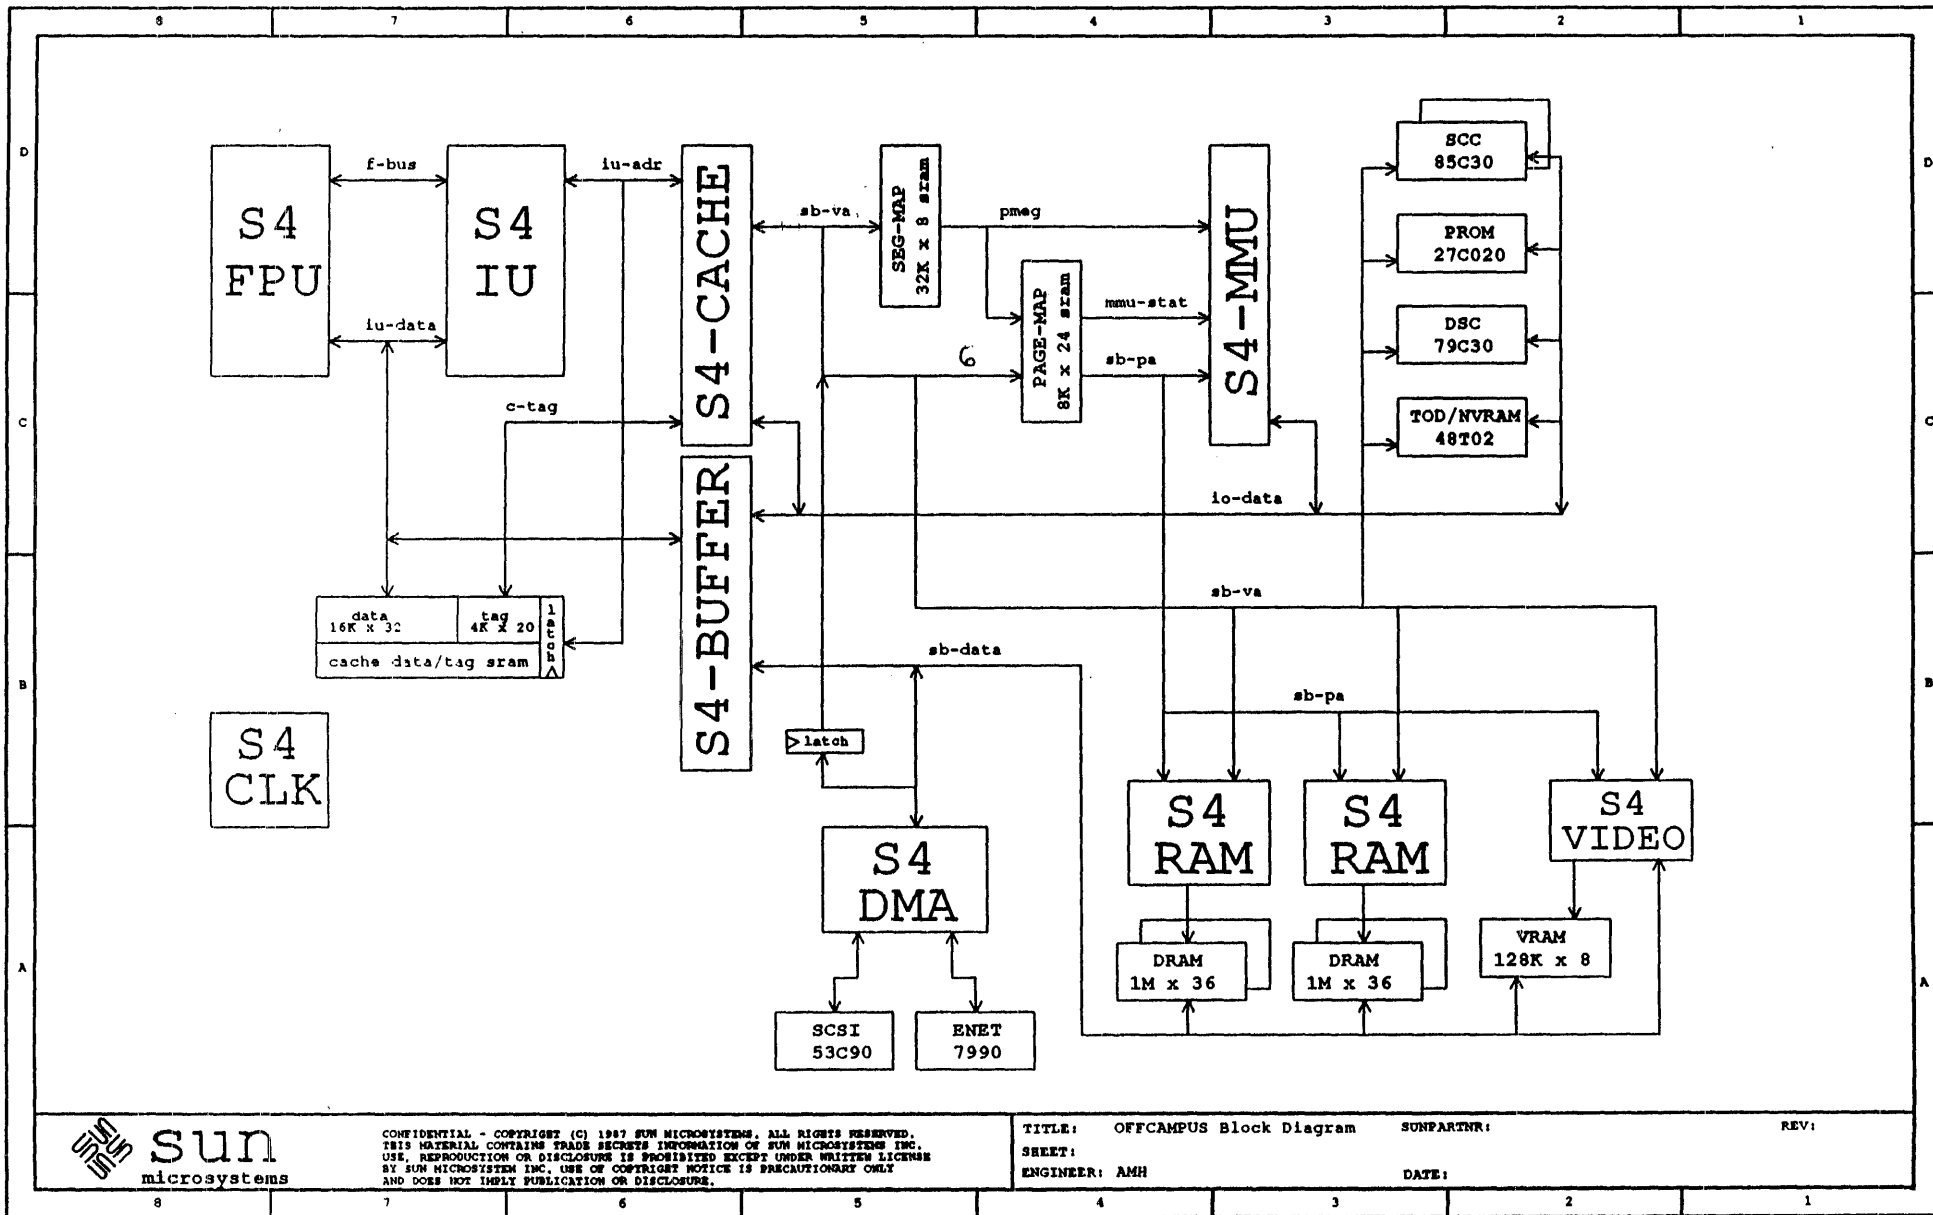 8 7 6 5 4 3 2 1
D
C
B
A
D
C
B
A
S4
FPU
f-bus
iu-data
S4
IU
iu-adr
c-tag
S4-CACHE
S4-BUFFER
sb-va
SEG-MAP
32K x 8 sram
pmeg
PAGE-MAP
8K x 24 sram
mmu-stat
sb-pa
6
S4-MMU
SCC
85C30
PROM
27C020
DSC
79C30
TOD/NVRAM
48T02
io-data
sb-va
data
16K x 32
tag
4K x 20
latch
cache data/tag sram
sb-data
sb-pa
S4
CLK
latch
S4
DMA
SCSI
53C90
ENET
7990
S4
RAM
S4
RAM
S4
VIDEO
DRAM
1M x 36
DRAM
1M x 36
VRAM
128K x 8
sun
microsystems
CONFIDENTIAL - COPYRIGHT (C) 1987 SUN MICROSYSTEMS, ALL RIGHTS RESERVED.
THIS MATERIAL CONTAINS TRADE SECRETS INFORMATION OF SUN MICROSYSTEMS INC.
USE, REPRODUCTION OR DISCLOSURE IS PROHIBITED EXCEPT UNDER WRITTEN LICENSE
BY SUN MICROSYSTEM INC. USE OF COPYRIGHT NOTICE IS PRECAUTIONARY ONLY
AND DOES NOT IMPLY PUBLICATION OR DISCLOSURE.
TITLE: OFFCAMPUS Block Diagram SUNPARTNR: REV:
SHEET:
ENGINEER: AMH DATE:
8 7 6 5 4 3 2 1